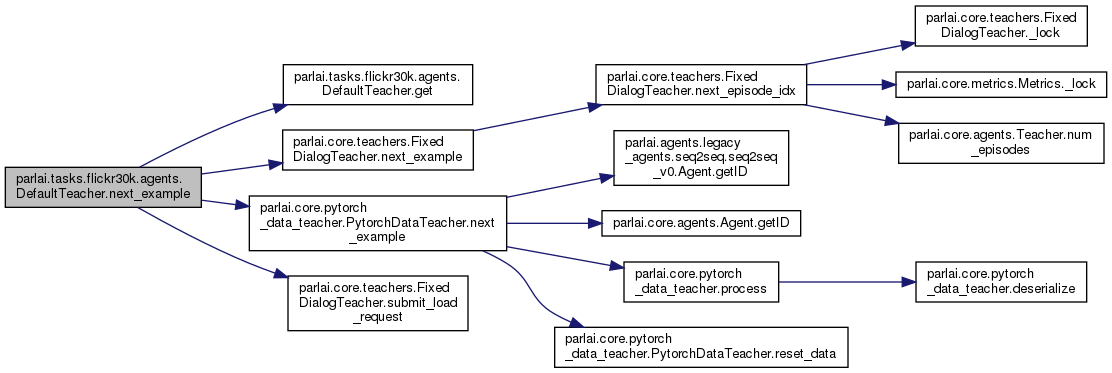 parlai.tasks.flickr30k.agents.
DefaultTeacher.next_example
parlai.tasks.flickr30k.agents.
DefaultTeacher.get
parlai.core.teachers.Fixed
DialogTeacher.next_example
parlai.core.pytorch
_data_teacher.PytorchDataTeacher.next
_example
parlai.core.teachers.Fixed
DialogTeacher.submit_load
_request
parlai.core.teachers.Fixed
DialogTeacher.next_episode_idx
parlai.agents.legacy
_agents.seq2seq.seq2seq
_v0.Agent.getID
parlai.core.agents.Agent.getID
parlai.core.pytorch
_data_teacher.process
parlai.core.pytorch
_data_teacher.PytorchDataTeacher.reset_data
parlai.core.teachers.Fixed
DialogTeacher._lock
parlai.core.metrics.Metrics._lock
parlai.core.agents.Teacher.num
_episodes
parlai.core.pytorch
_data_teacher.deserialize